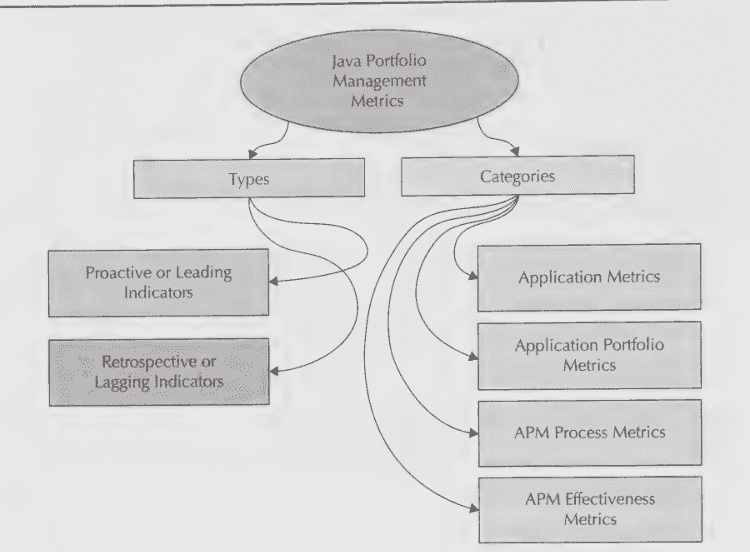 Java Portfolio
Management
Metrics
Types
Categories
Proactive or Leading
Indicators
Retrospective or
Lagging Indicators
Application Metrics
Application Portfolio
Metrics
APM Process Metrics
APM Effectiveness
Metrics